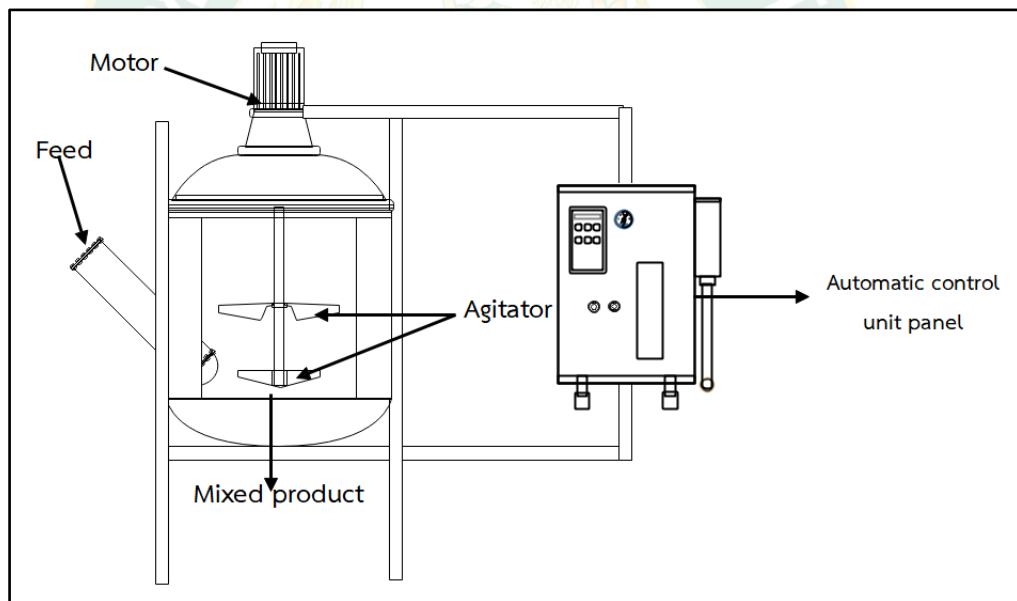 Motor
Feed
Agitator
Automatic control
unit panel
Mixed product